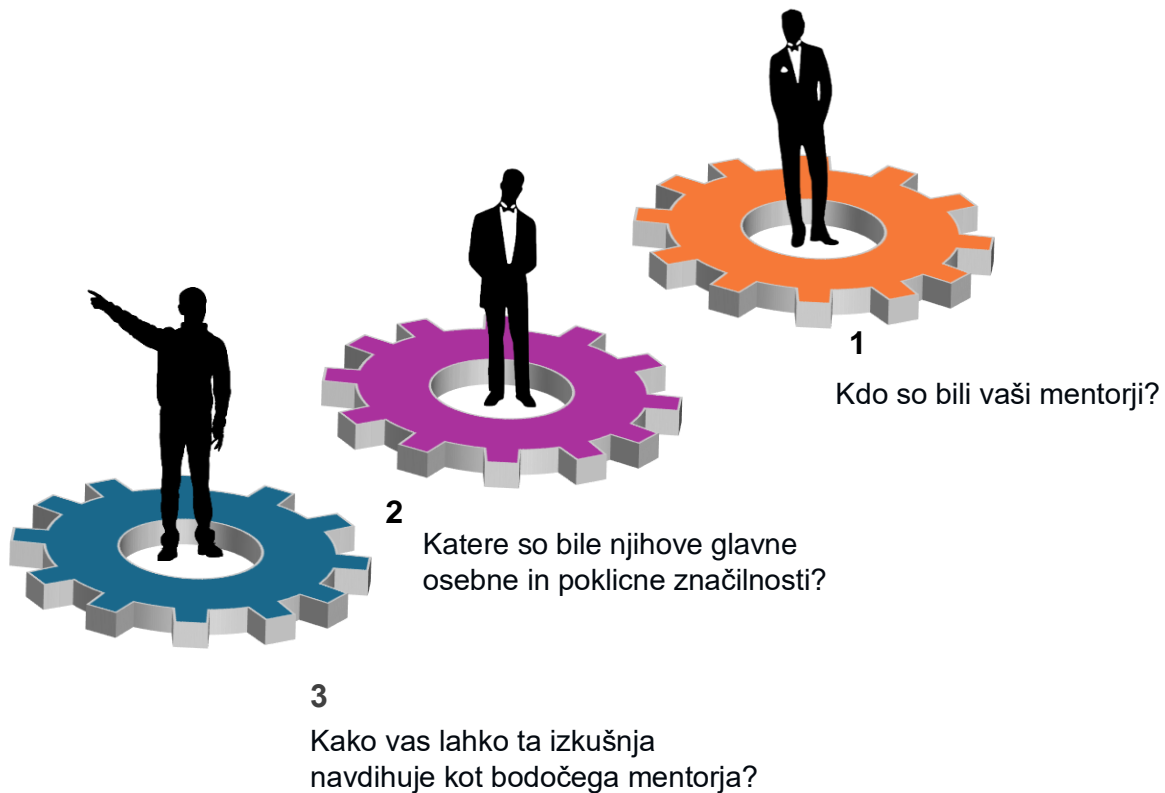 1
Kdo so bili vaši mentorji?
2
Katere so bile njihove glavne
osebne in poklicne značilnosti?
3
Kako vas lahko ta izkušnja
navdihuje kot bodočega mentorja?